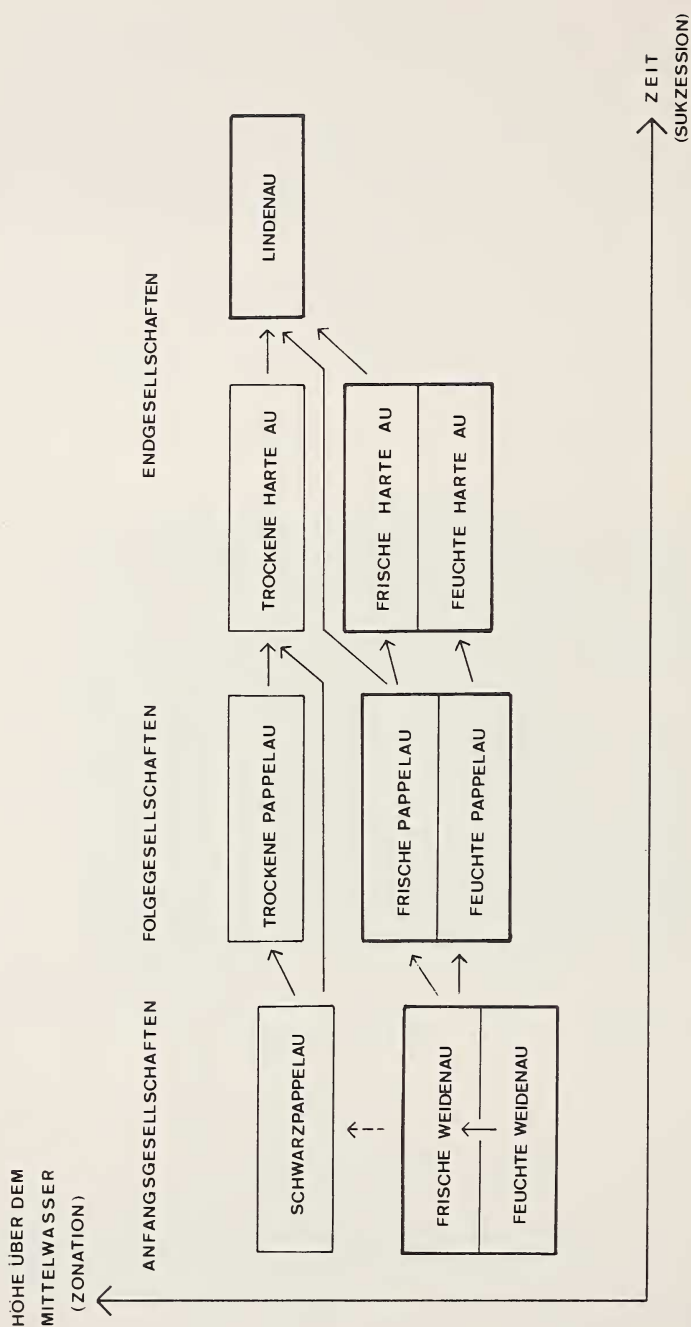 HÖHE ÜBER DEM
MITTELWASSER
(ZONATION)
ANFANGSGESELLSCHAFTEN
FOLGEGESELLSCHAFTEN
ENDGESELLSCHAFTEN
SCHWARZPAPPELAU
TROCKENE PAPPELAU
TROCKENE HARTE AU
LINDENAU
FRISCHE WEIDENAU
FEUCHTE WEIDENAU
FRISCHE PAPPELAU
FEUCHTE PAPPELAU
FRISCHE HARTE AU
FEUCHTE HARTE AU
ZEIT
(SUKZESSION)